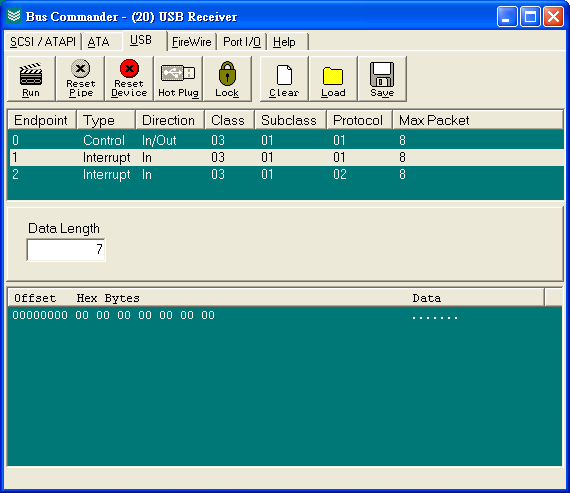 Bus Commander - (20) USB Receiver
SCSI / ATAPI ATA USB FireWire Port I/O Help
Run Reset Pipe Reset Device Hot Plug Lock Clear Load Save
Endpoint Type Direction Class Subclass Protocol Max Packet
0 Control In/Out 03 01 01 8
1 Interrupt In 03 01 01 8
2 Interrupt In 03 01 02 8
Data Length
7
Offset Hex Bytes Data
00000000 00 00 00 00 00 00 00 .......